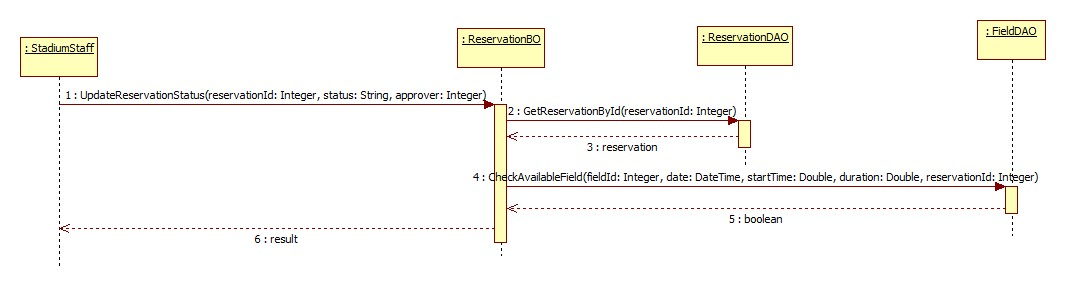 : StadiumStaff
: ReservationBO
: ReservationDAO
: FieldDAO
1 : UpdateReservationStatus(reservationId: Integer, status: String, approver: Integer)
2 : GetReservationById(reservationId: Integer)
3 : reservation
4 : CheckAvailableField(fieldId: Integer, date: DateTime, startTime: Double, duration: Double, reservationId: Integer)
5 : boolean
6 : result